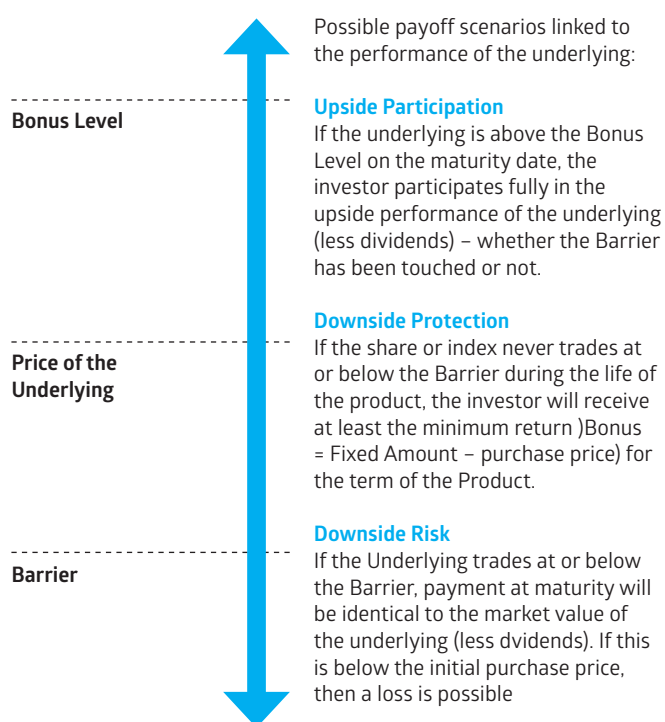 Possible payoff scenarios linked to
the performance of the underlying:
Bonus Level
Upside Participation
If the underlying is above the Bonus
Level on the maturity date, the
investor participates fully in the
upside performance of the underlying
(less dividends) – whether the Barrier
has been touched or not.
Price of the
Underlying
Downside Protection
If the share or index never trades at
or below the Barrier during the life of
the product, the investor will receive
at least the minimum return )Bonus
= Fixed Amount – purchase price) for
the term of the Product.
Barrier
Downside Risk
If the Underlying trades at or below
the Barrier, payment at maturity will
be identical to the market value of
the underlying (less dvidends). If this
is below the initial purchase price,
then a loss is possible